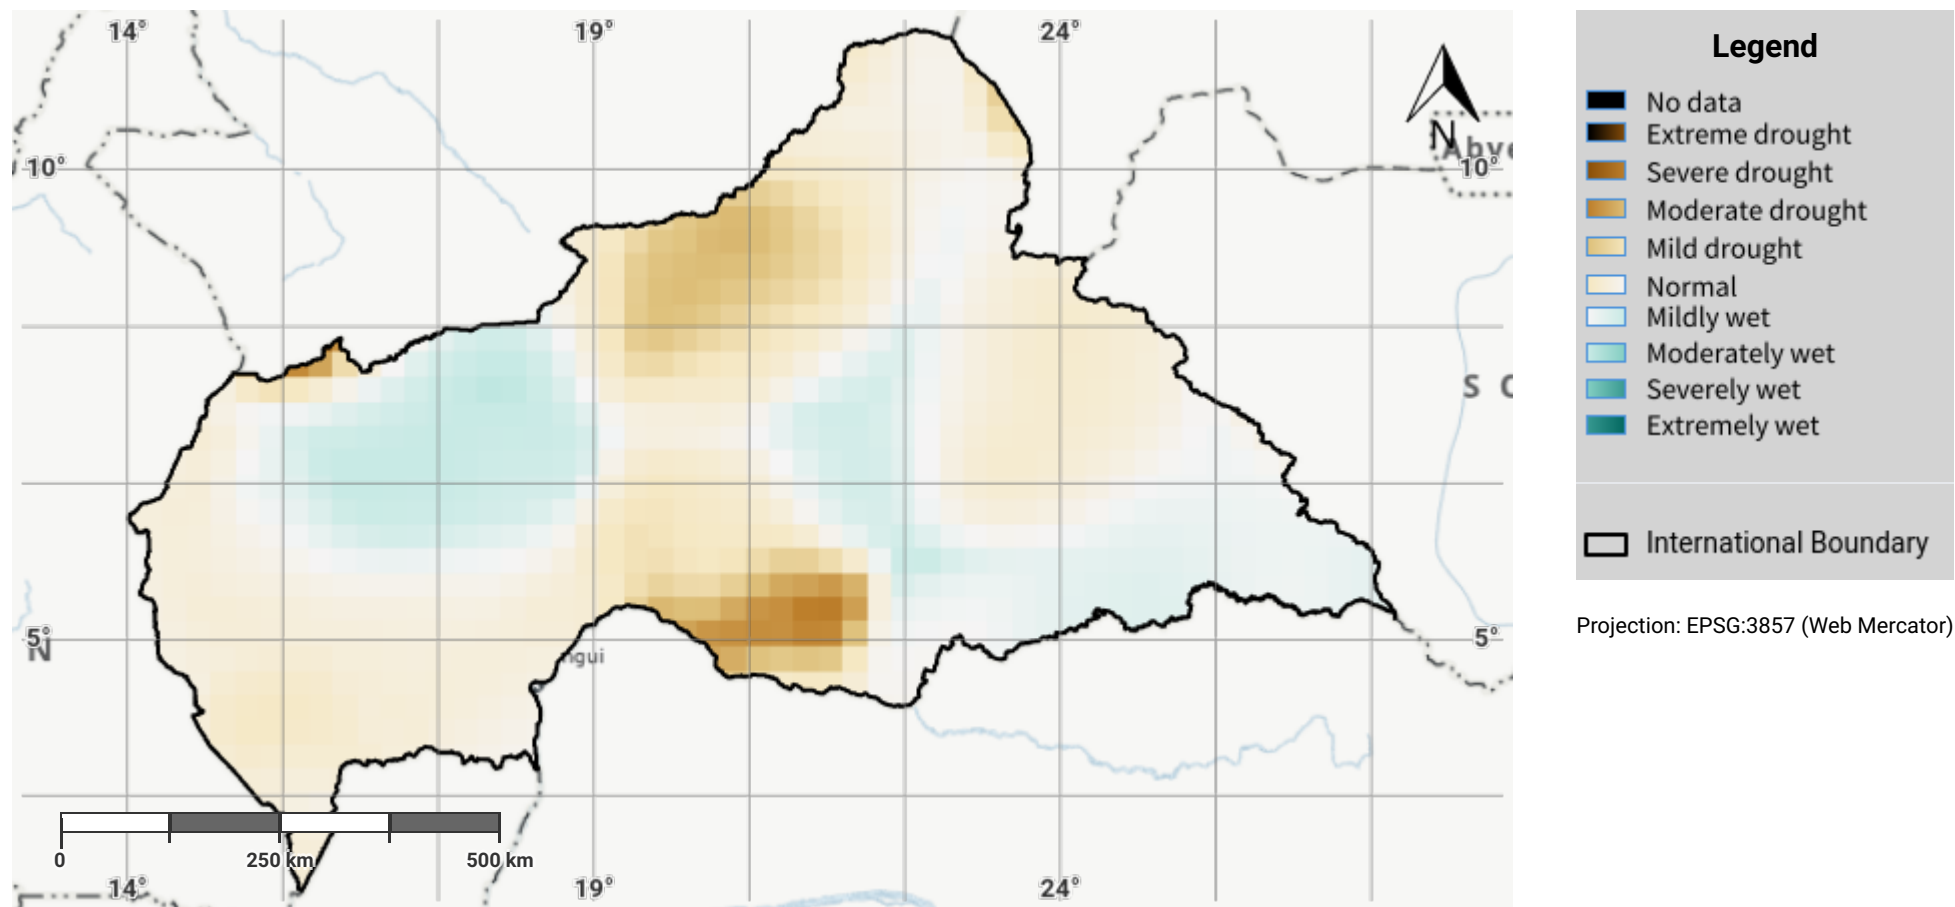 14°
19°
24°
N
10°
10°
Abye
S
5°
5°
N
ngui
0
250 km
500 km
14°
19°
24°
Legend
No data
Extreme drought
Severe drought
Moderate drought
Mild drought
Normal
Mildly wet
Moderately wet
Severely wet
Extremely wet
International Boundary
Projection: EPSG:3857 (Web Mercator)